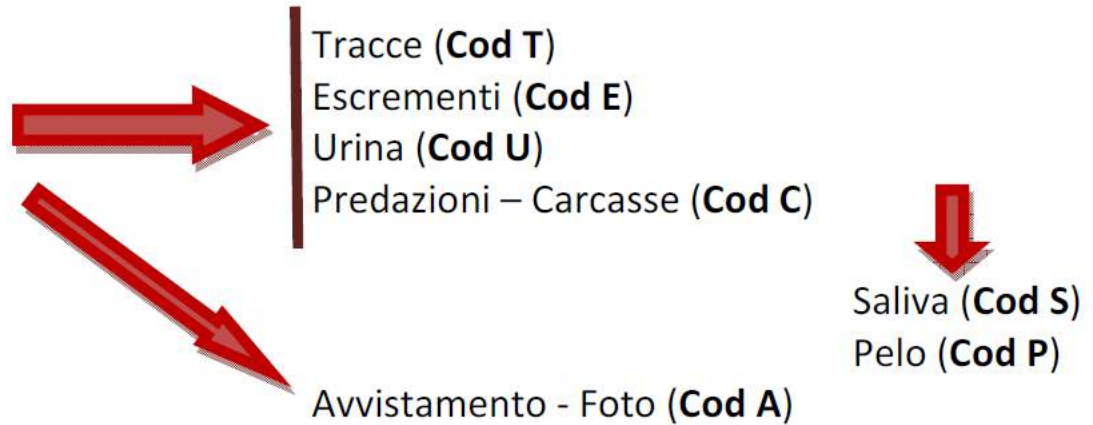 Tracce (Cod T)
Escrementi (Cod E)
Urina (Cod U)
Predazioni – Carcasse (Cod C)
Saliva (Cod S)
Pelo (Cod P)
Avvistamento - Foto (Cod A)